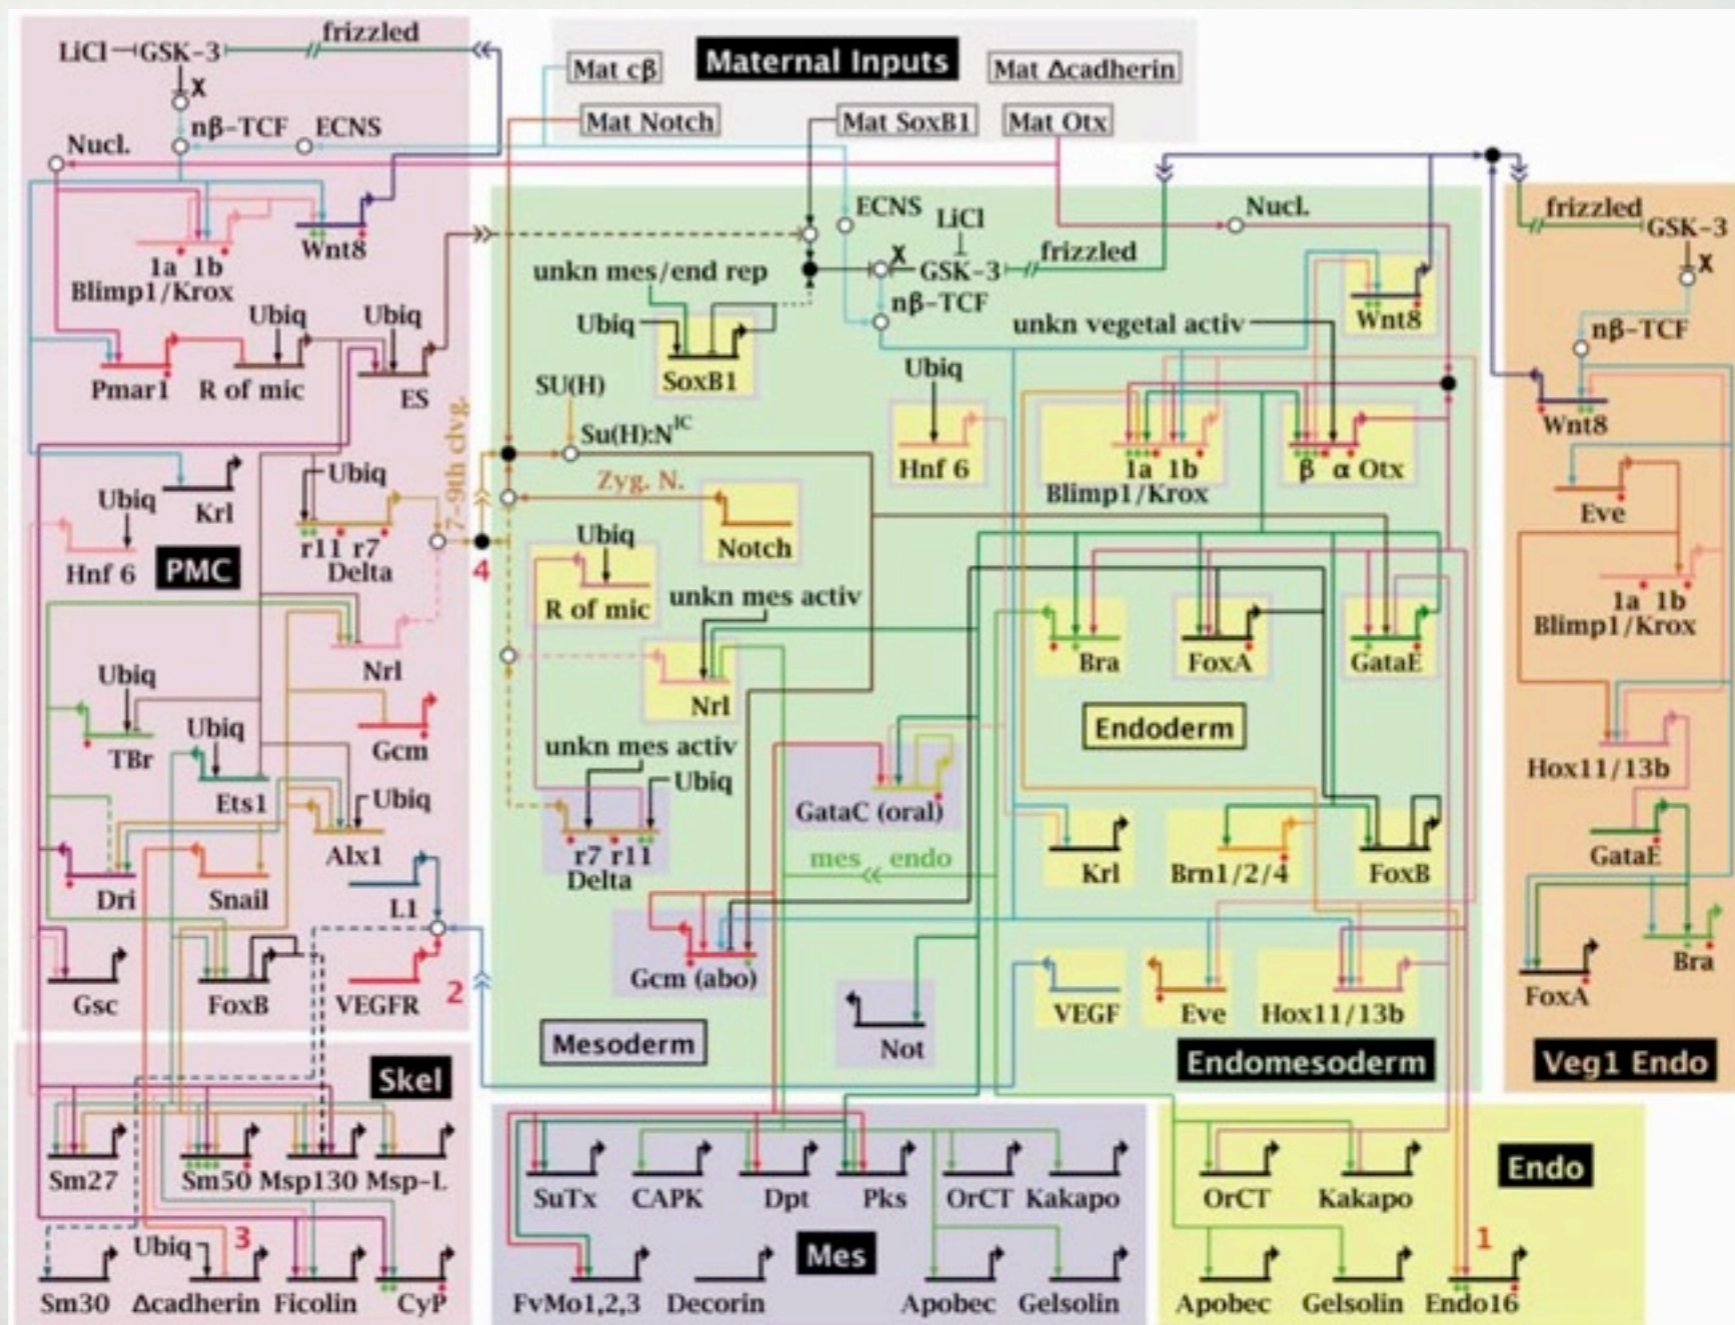 Maternal Inputs
Mat cβ
Mat Δcadherin
Mat Notch
Mat SoxB1
Mat Otx
LiCl
GSK-3
frizzled
X
nβ-TCF
ECNS
Nucl.
Wnt8
1a 1b
Blimp1/Krox
Ubiq
Ubiq
Pmar1
R of mic
ES
Krl
Ubiq
Ubiq
Hnf 6
PMC
r11 r7
Delta
Nrl
Ubiq
TBr
Ubiq
Gcm
Ets1
Ubiq
Alx1
Dri
Snail
L1
Gsc
FoxB
VEGFR
2
7-9th clvg.
4
Skel
Sm27
Sm50
Msp130
Msp-L
Ubiq
3
Sm30
Δcadherin
Ficolin
CyP
ECNS
LiCl
Nucl.
X
GSK-3
frizzled
nβ-TCF
unkn mes/end rep
Ubiq
SoxB1
unkn vegetal activ
Wnt8
SU(H)
Su(H):N^IC
Ubiq
Hnf 6
1a 1b
Blimp1/Krox
β α Otx
Zyg. N.
Notch
Ubiq
R of mic
unkn mes activ
Nrl
Bra
FoxA
GataE
Endoderm
unkn mes activ
Ubiq
r7 r11
Delta
GataC (oral)
mes
endo
Krl
Brn1/2/4
FoxB
Gcm (abo)
Not
VEGF
Eve
Hox11/13b
Mesoderm
Endomesoderm
frizzled
GSK-3
X
nβ-TCF
Wnt8
Eve
1a 1b
Blimp1/Krox
Hox11/13b
GataE
Bra
FoxA
Veg1 Endo
SuTx
CAPK
Dpt
Pks
OrCT
Kakapo
Mes
FvMo1,2,3
Decorin
Apobec
Gelsolin
OrCT
Kakapo
Endo
1
Apobec
Gelsolin
Endo16